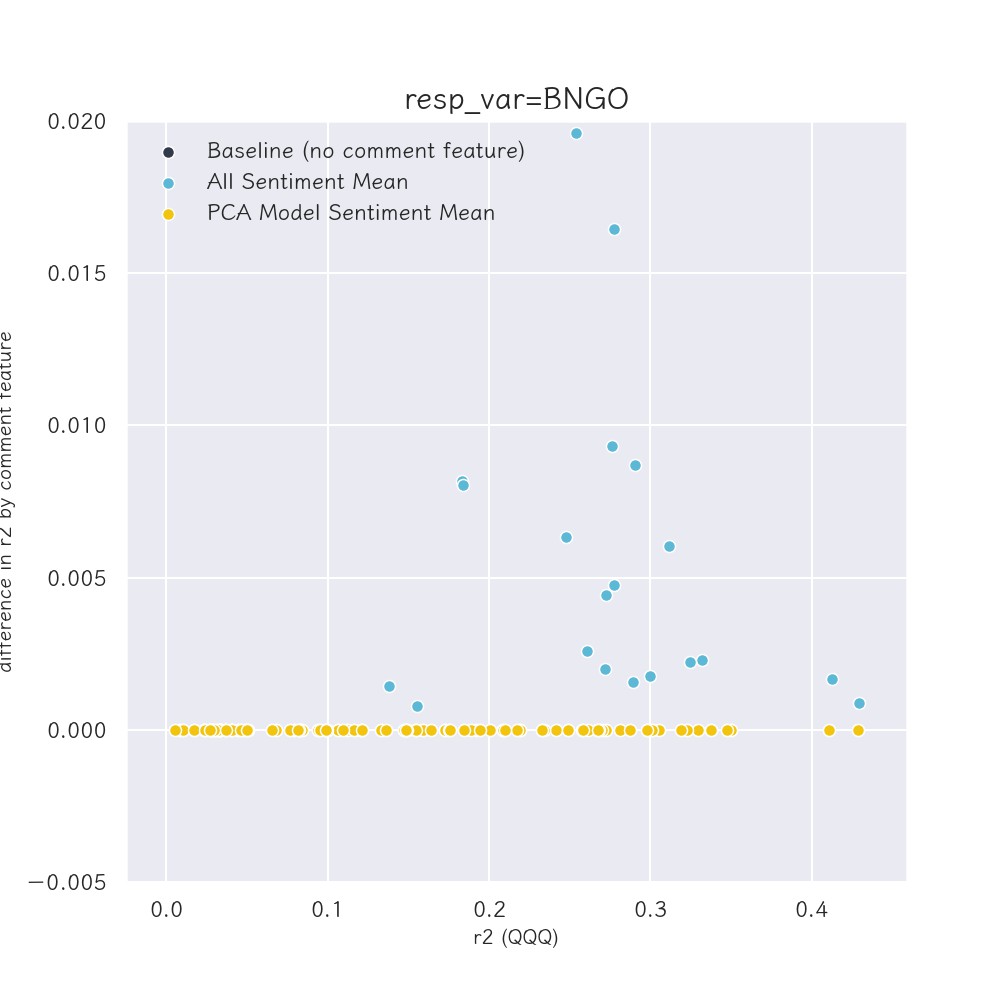 resp_var=BNGO
0.020
Baseline (no comment feature)
All Sentiment Mean
PCA Model Sentiment Mean
0.015
0.010
0.005
0.000
−0.005
difference in r2 by comment feature
0.0 0.1 0.2 0.3 0.4
r2 (QQQ)